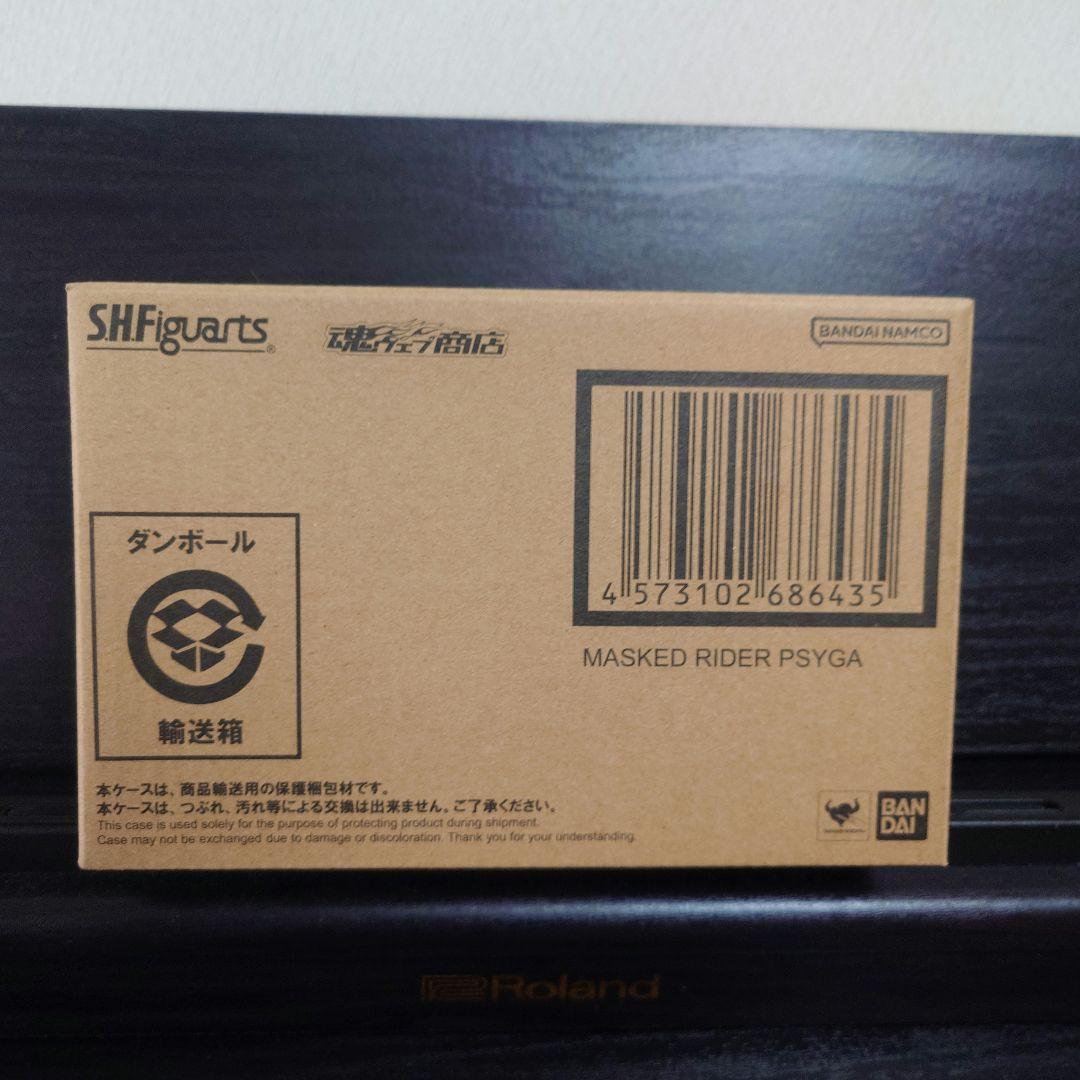 S.H.Figuarts®
魂ウェブ商店
BANDAI NAMCO
4 573102 686435
MASKED RIDER PSYGA
ダンボール
輸送箱
本ケースは、商品輸送用の保護梱包材です。
本ケースは、つぶれ、汚れ等による交換は出来ません。ご了承ください。
This case is used solely for the purpose of protecting product during shipment.
Case may not be exchanged due to damage or discoloration. Thank you for your understanding.
BAN
DAI
Roland